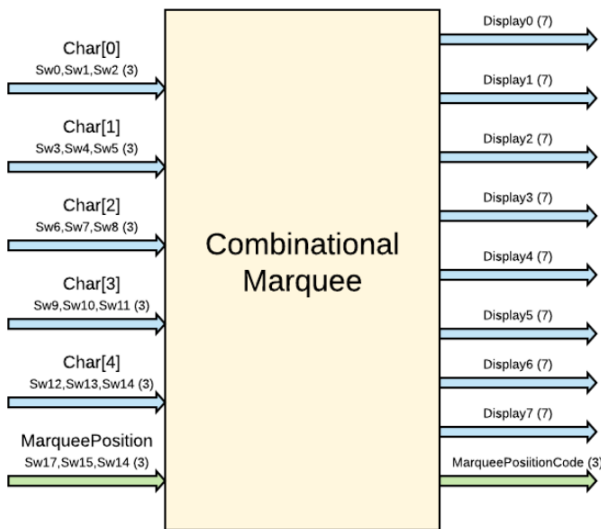 Char[0]
Sw0,Sw1,Sw2 (3)
Char[1]
Sw3,Sw4,Sw5 (3)
Char[2]
Sw6,Sw7,Sw8 (3)
Char[3]
Sw9,Sw10,Sw11 (3)
Char[4]
Sw12,Sw13,Sw14 (3)
MarqueePosition
Sw17,Sw15,Sw14 (3)
Combinational
Marquee
Display0 (7)
Display1 (7)
Display2 (7)
Display3 (7)
Display4 (7)
Display5 (7)
Display6 (7)
Display7 (7)
MarqueePosiitionCode (3)